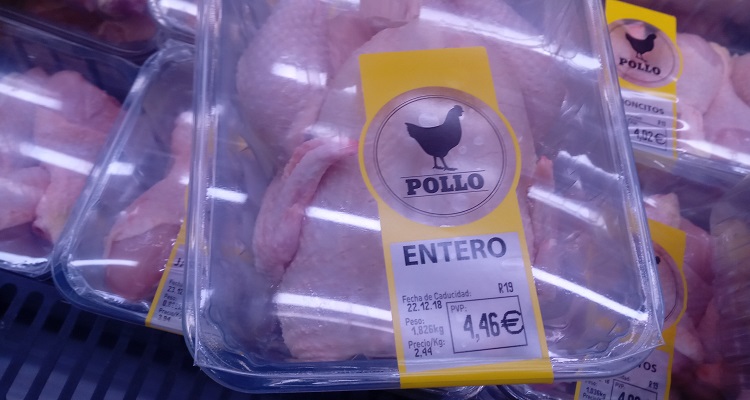 POLLO
ENTERO
Fecha de Caducidad: R19
22.12.18
PVP: 4,46€
Peso:
1,826kg
Precio/Kg:
2.44
POLLO
4,02€